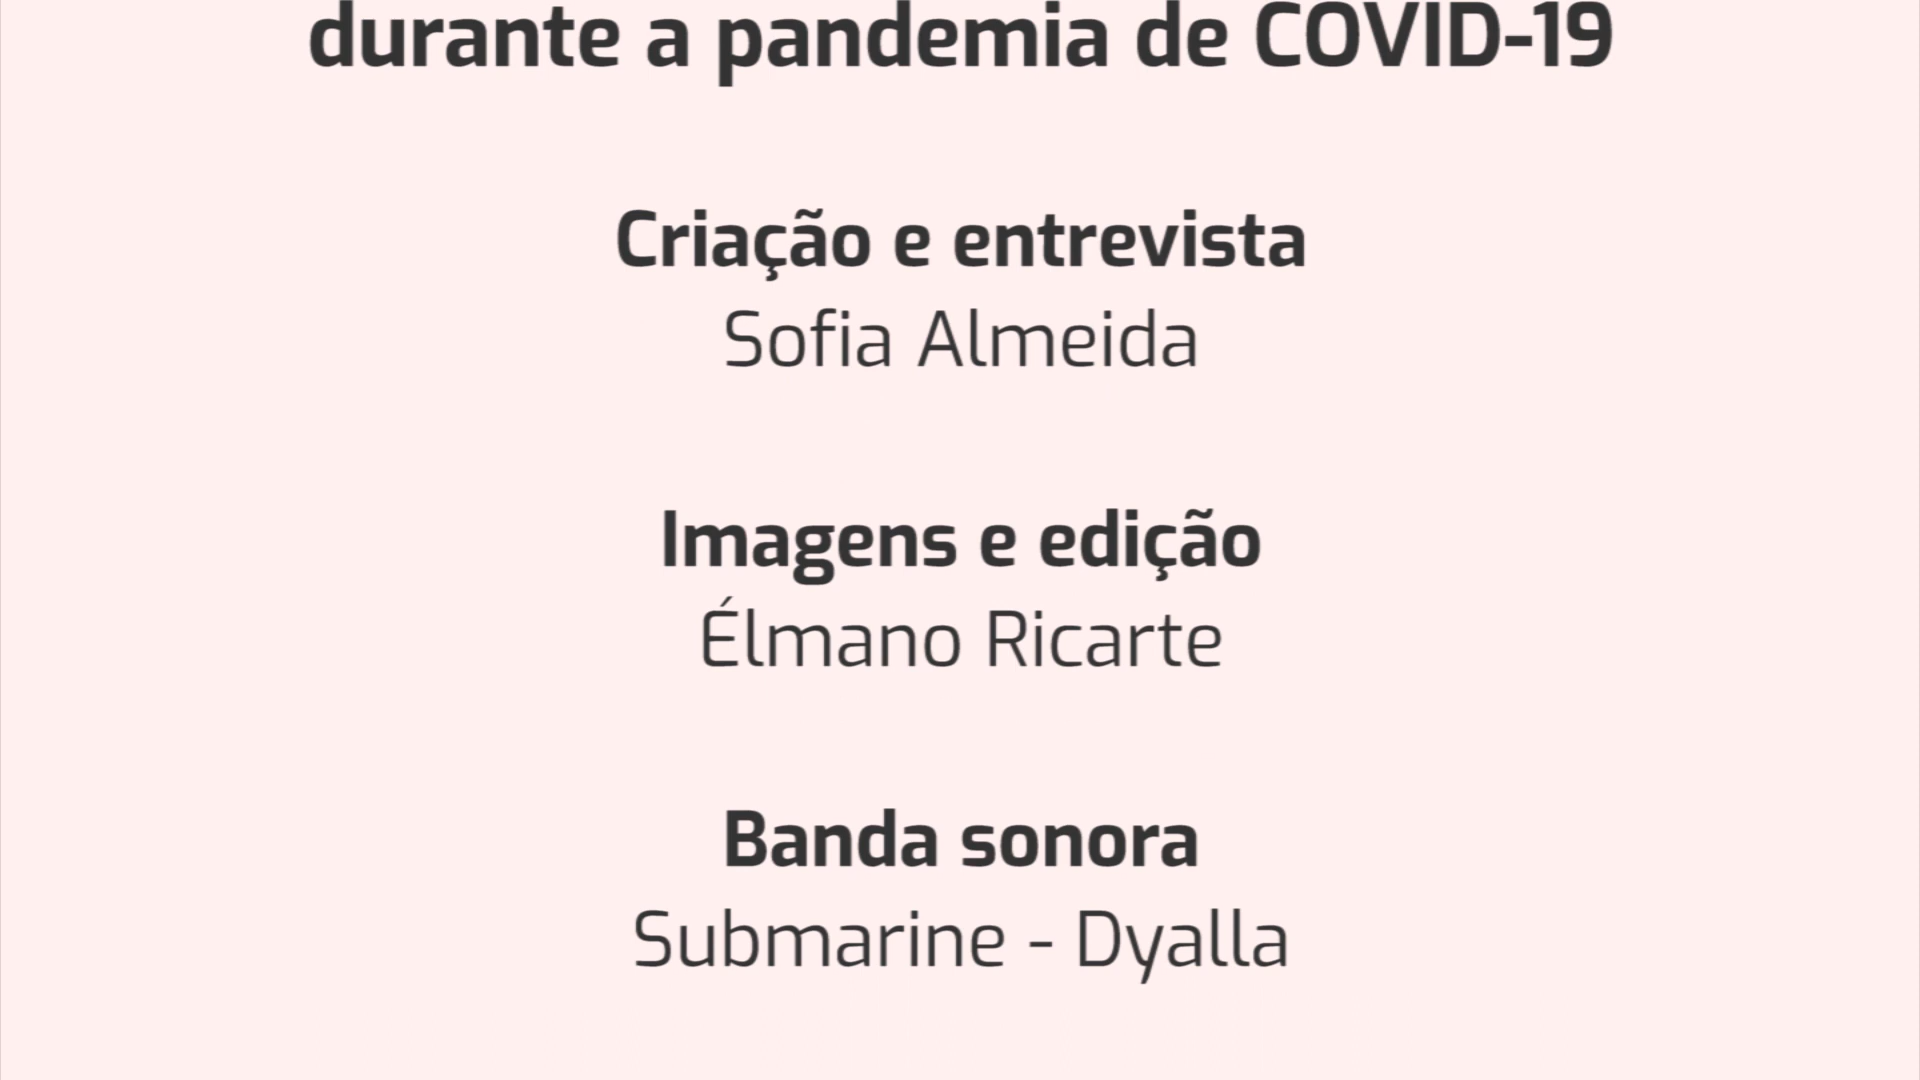 durante a pandemia de COVID-19
Criação e entrevista
Sofia Almeida
Imagens e edição
Élmano Ricarte
Banda sonora
Submarine - Dyalla